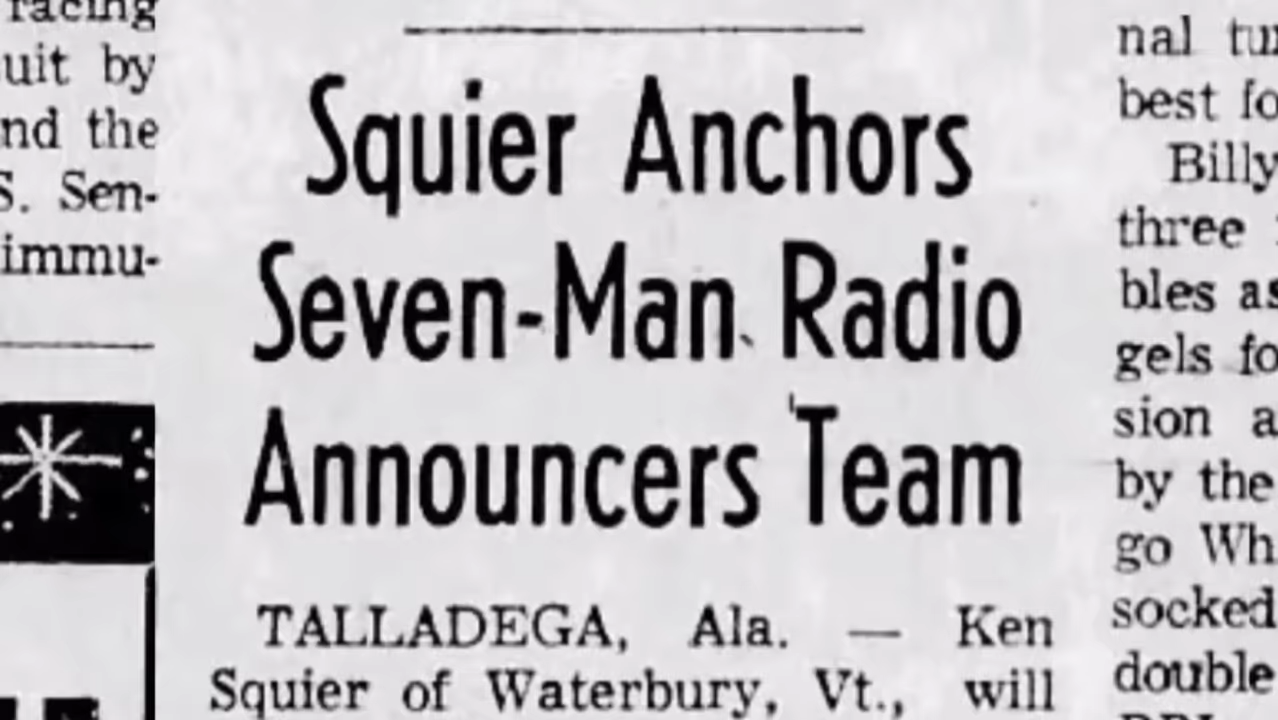 racing
uit by
nd the
S. Sen-
immu-
Squier Anchors
Seven-Man Radio
Announcers Team
TALLADEGA, Ala. — Ken
Squier of Waterbury, Vt., will
nal
best
Billy
three
bles as
gels
sion
by the
go
socked
double